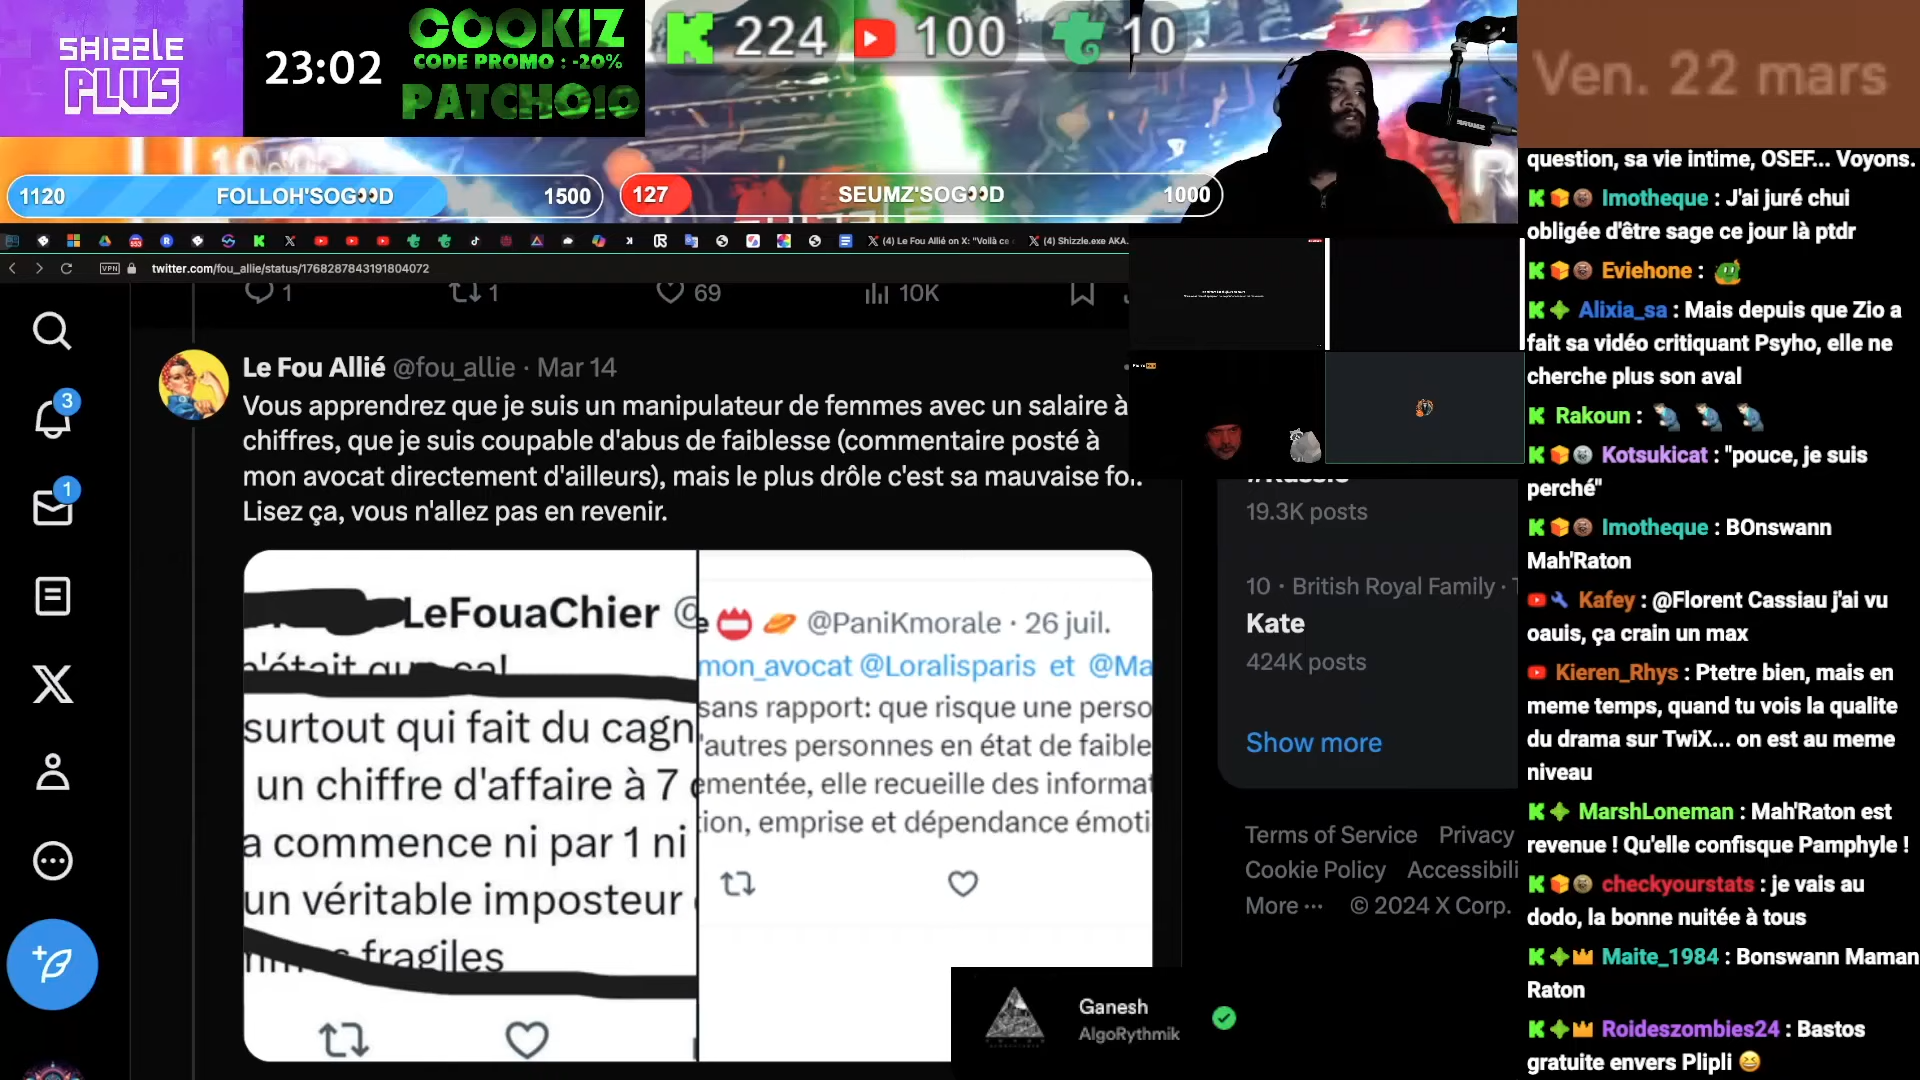 SHIZZLE
PLUS
23:02
COOKIZ
CODE PROMO : -20%
PATCHO10
224
100
10
Ven. 22 mars
1120
FOLLOH'SOG👀D
1500
127
SEUMZ'SOG👀D
1000
(4) Le Fou Allié on X: "Voilà ce
(4) Shizzle.exe AKA.
VPN
twitter.com/fou_allie/status/1768287843191804072
1
1
69
10K
3
1
Le Fou Allié @fou_allie · Mar 14
Vous apprendrez que je suis un manipulateur de femmes avec un salaire à
chiffres, que je suis coupable d'abus de faiblesse (commentaire posté à
mon avocat directement d'ailleurs), mais le plus drôle c'est sa mauvaise foi.
Lisez ça, vous n'allez pas en revenir.
LeFouaChier @
surtout qui fait du cagn
un chiffre d'affaire à 7
a commence ni par 1 ni
un véritable imposteur
fragiles
e 📛 🪐 @PaniKmorale · 26 juil.
mon_avocat @Loralisparis et @Ma
sans rapport: que risque une perso
'autres personnes en état de faible
ementée, elle recueille des informat
tion, emprise et dépendance émoti
19.3K posts
10 · British Royal Family · T
Kate
424K posts
Show more
Terms of Service Privacy
Cookie Policy Accessibili
More ··· © 2024 X Corp.
Ganesh
AlgoRythmik
question, sa vie intime, OSEF... Voyons.
Imotheque : J'ai juré chui
obligée d'être sage ce jour là ptdr
Eviehone :
Alixia_sa : Mais depuis que Zio a
fait sa vidéo critiquant Psyho, elle ne
cherche plus son aval
Rakoun :
Kotsukicat : "pouce, je suis
perché"
Imotheque : BOnswann
Mah'Raton
Kafey : @Florent Cassiau j'ai vu
oauis, ça crain un max
Kieren_Rhys : Ptetre bien, mais en
meme temps, quand tu vois la qualite
du drama sur TwiX... on est au meme
niveau
MarshLoneman : Mah'Raton est
revenue ! Qu'elle confisque Pamphyle !
checkyourstats : je vais au
dodo, la bonne nuitée à tous
Maite_1984 : Bonswann Maman
Raton
Roideszombies24 : Bastos
gratuite envers Plipli 😆